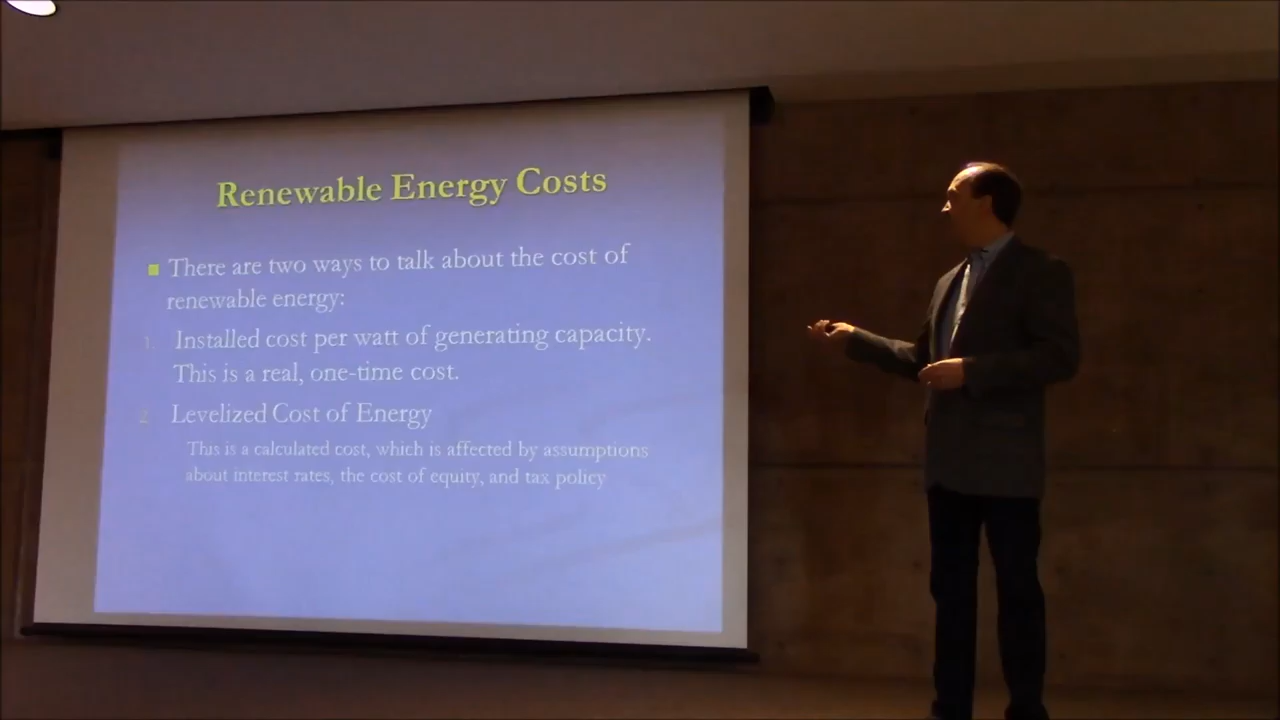 Renewable Energy Costs
There are two ways to talk about the cost of
renewable energy:
1. Installed cost per watt of generating capacity.
This is a real, one-time cost.
2. Levelized Cost of Energy
This is a calculated cost, which is affected by assumptions
about interest rates, the cost of equity, and tax policy